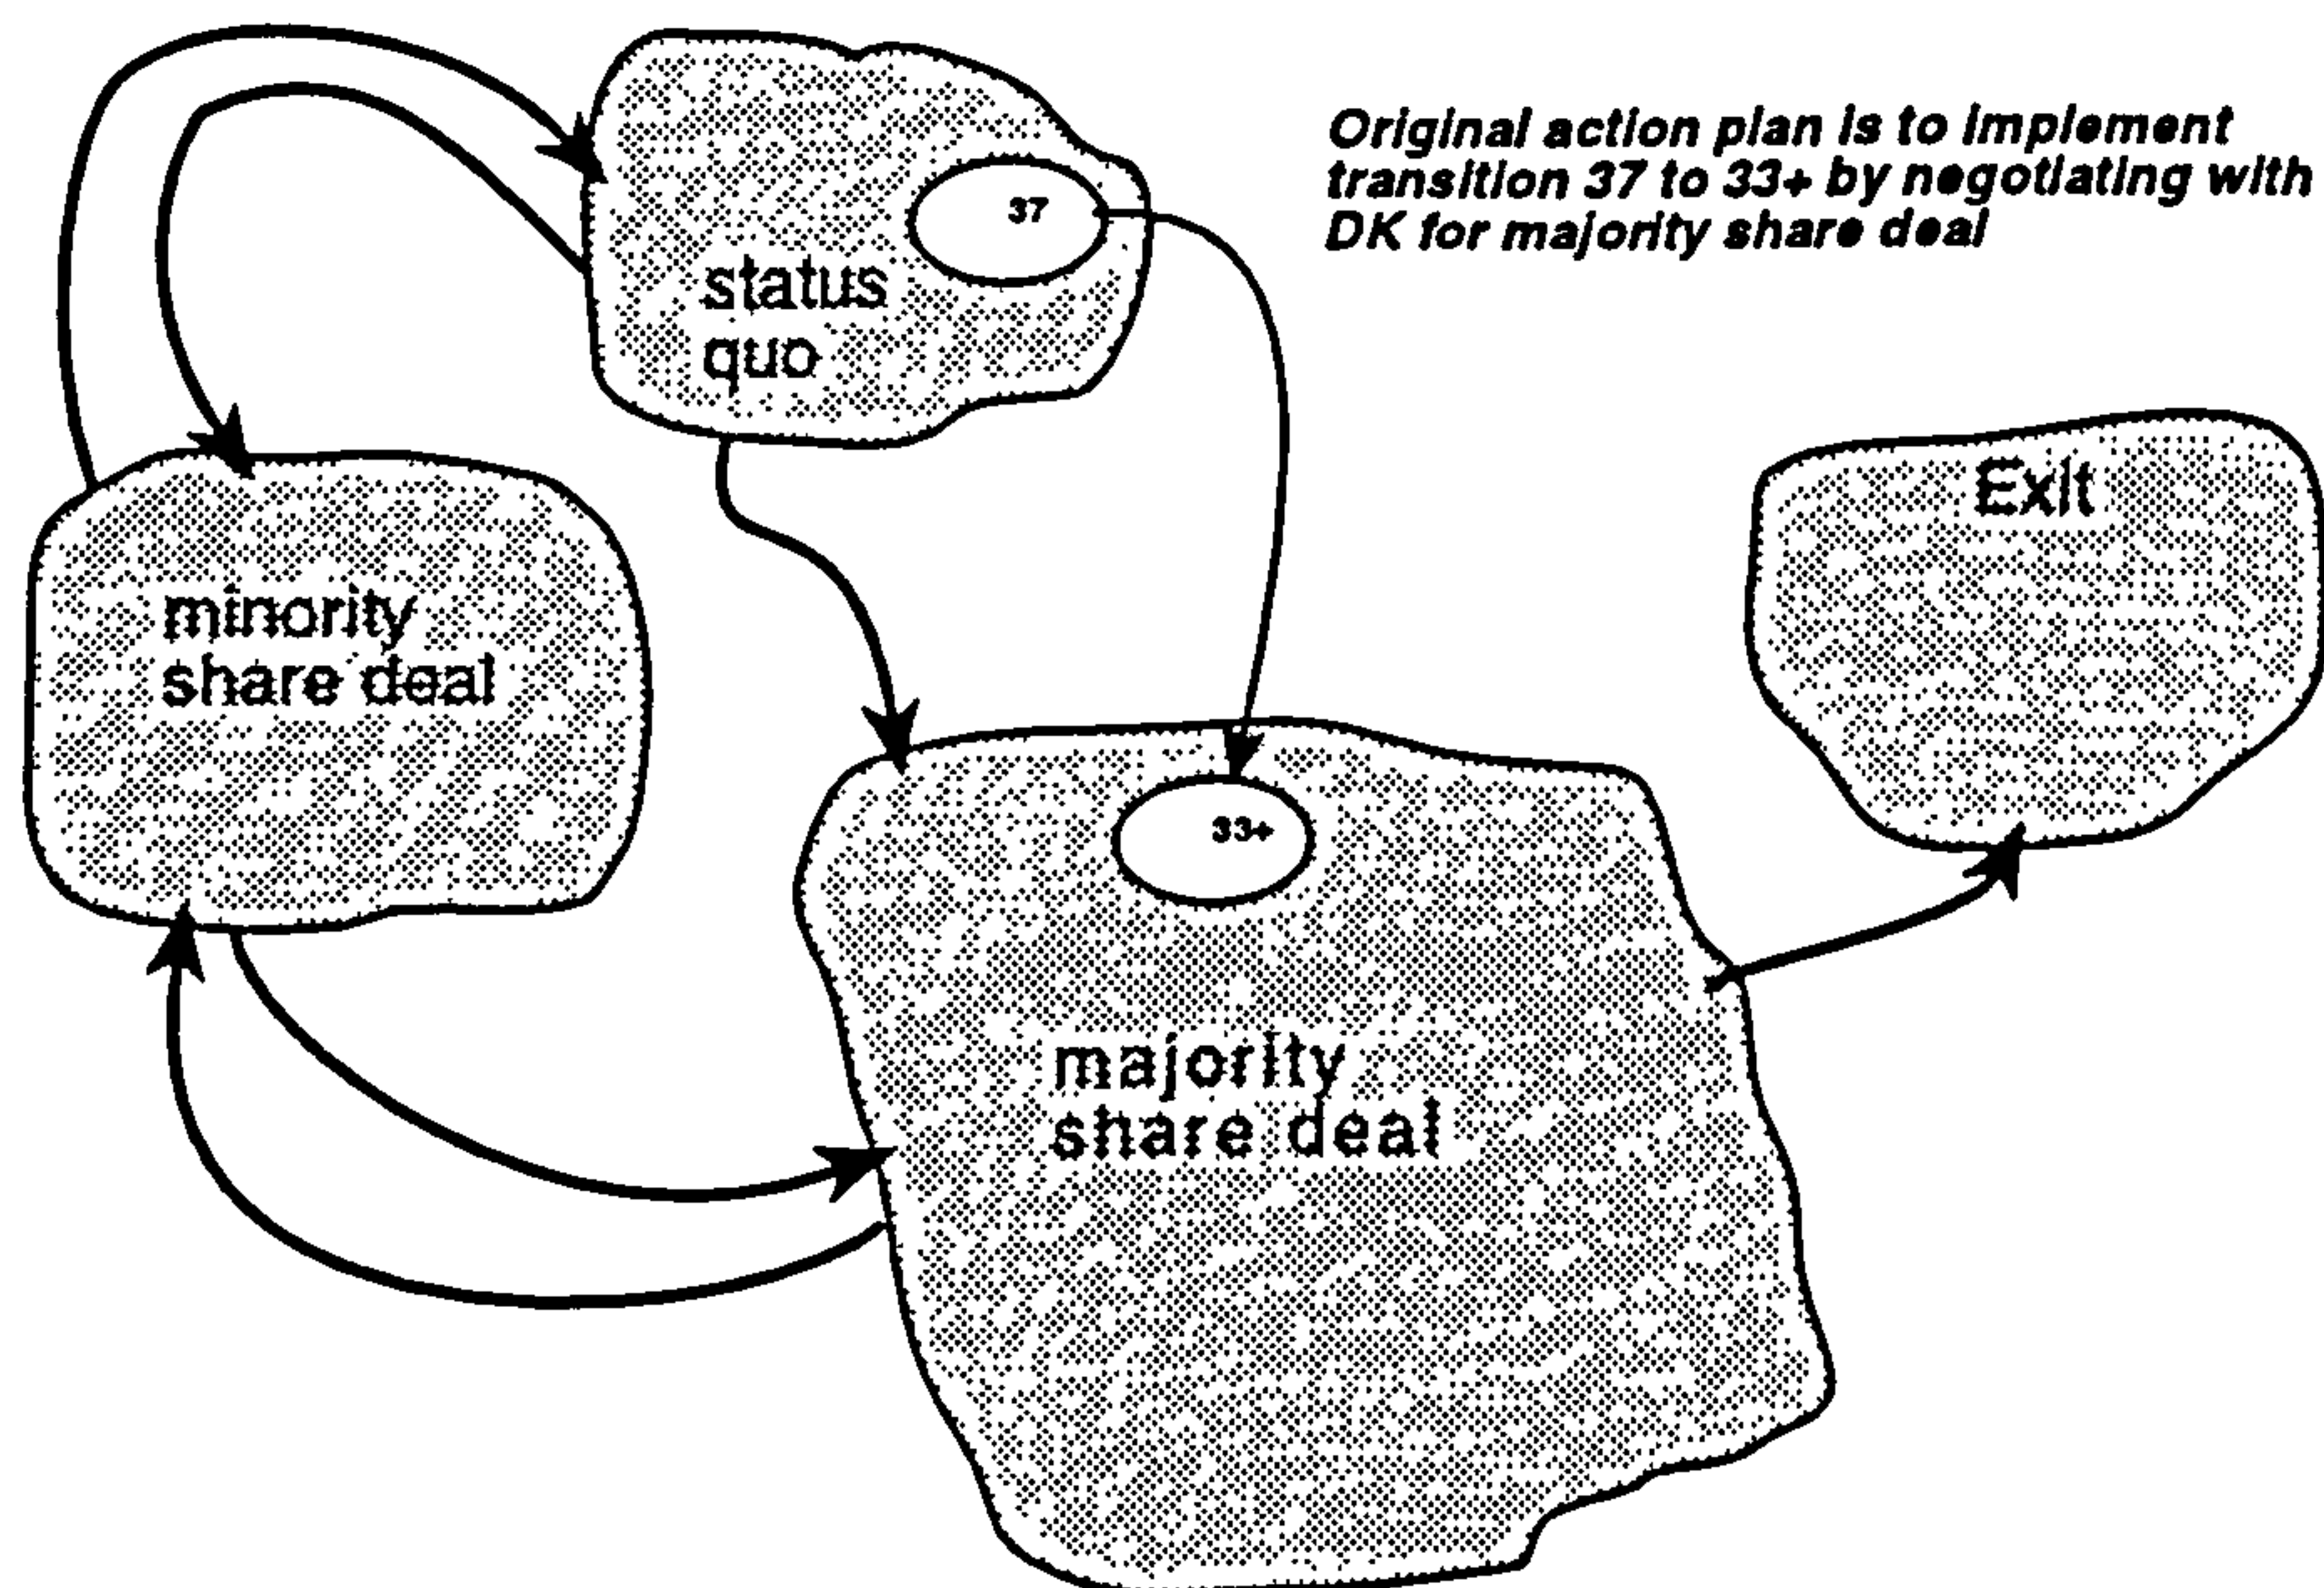 Original action plan is to implement
transition 37 to 33+ by negotiating with
DK for majority share deal
37
status
quo
Exit
minority
share deal
33+
majority
share deal